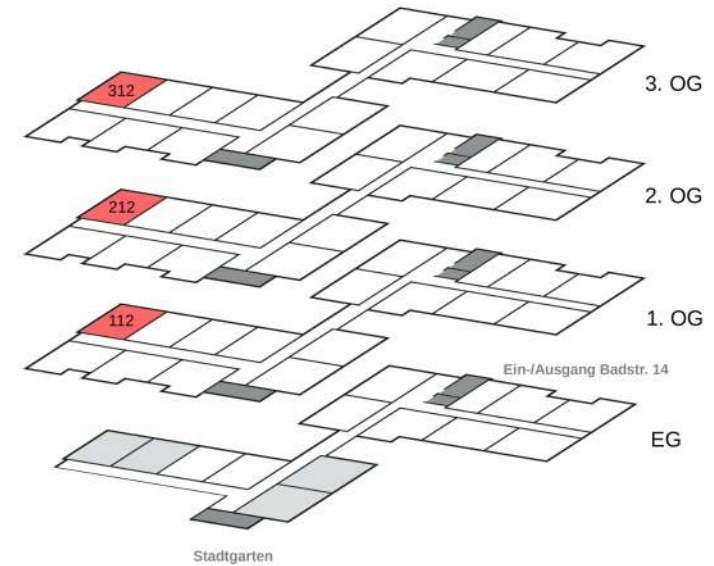 312
3. OG
212
2. OG
112
1. OG
Ein-/Ausgang Badstr. 14
EG
Stadtgarten